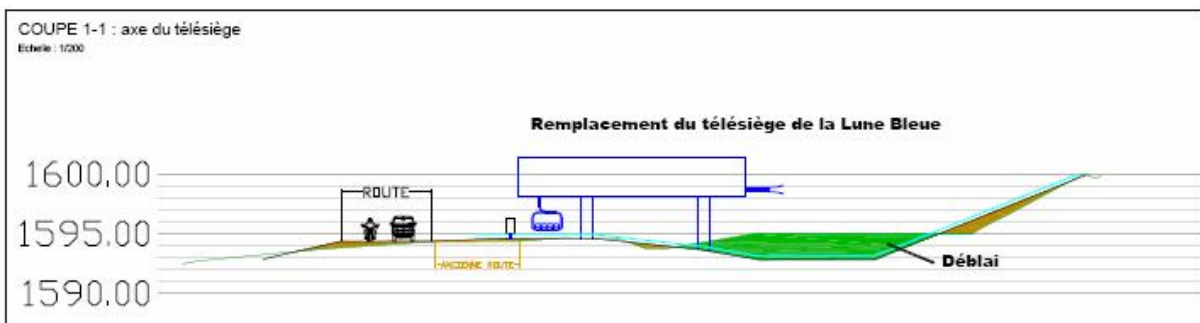 COUPE 1-1 : axe du télésiège
Echelle : 1/200
Remplacement du télésiège de la Lune Bleue
1600.00
ROUTE
1595.00
ANCIENNE ROUTE
Déblai
1590.00